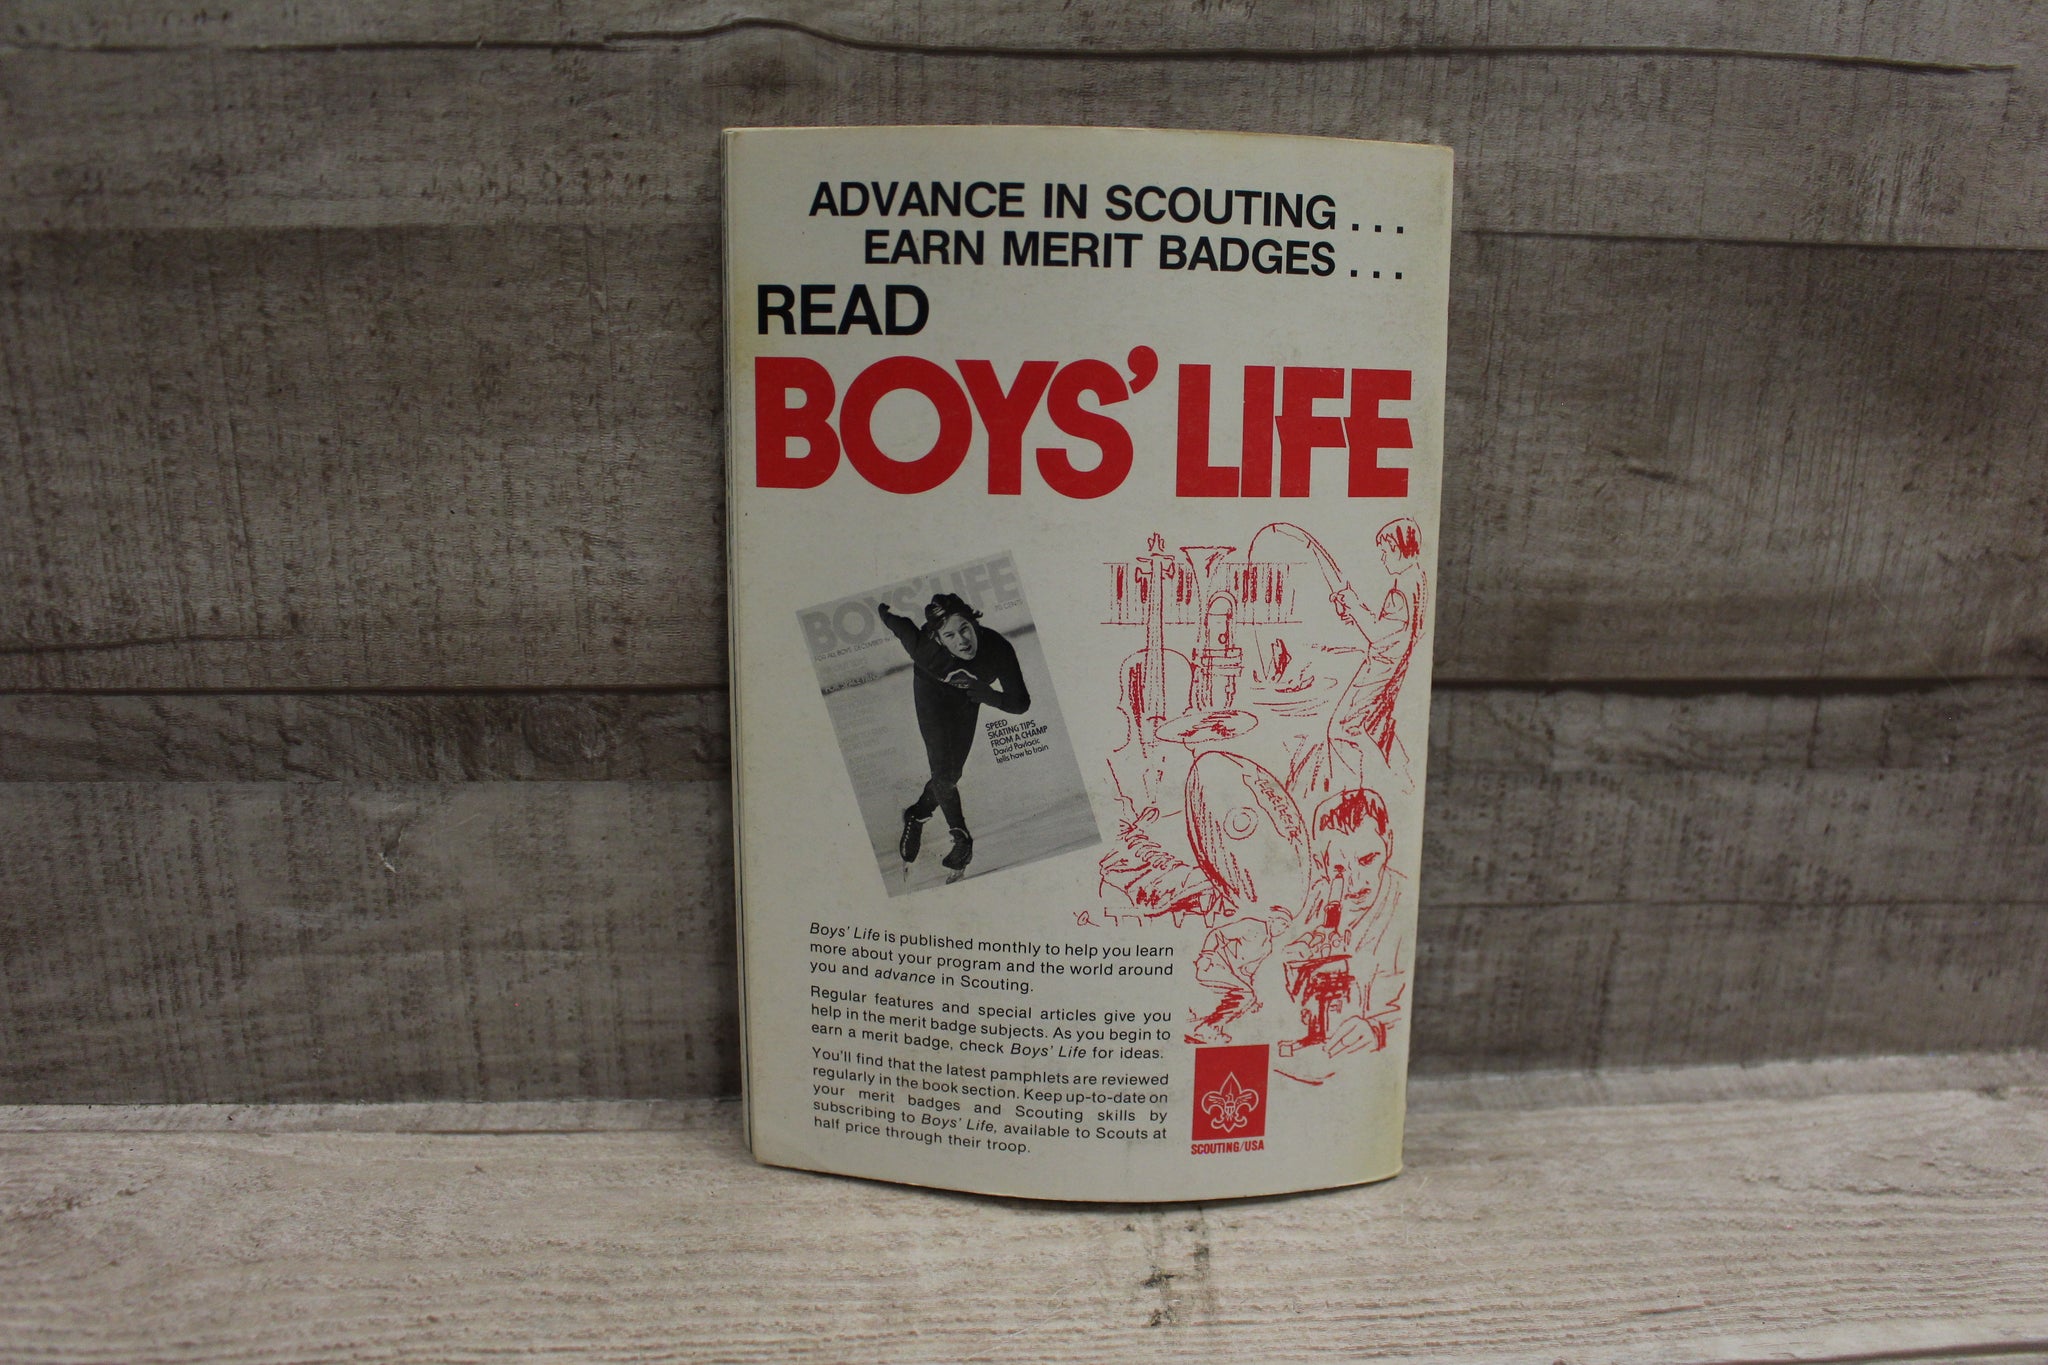 ADVANCE IN SCOUTING...
EARN MERIT BADGES...
READ
BOYS' LIFE
BOYS' LIFE
SPEED
SKATING TIPS
FROM A CHAMP
David Pavlacic
tells how to train
Boys' Life is published monthly to help you learn
more about your program and the world around
you and advance in Scouting.
Regular features and special articles give you
help in the merit badge subjects. As you begin to
earn a merit badge, check Boys' Life for ideas.
You'll find that the latest pamphlets are reviewed
regularly in the book section. Keep up-to-date on
your merit badges and Scouting skills by
subscribing to Boys' Life, available to Scouts at
half price through their troop.
SCOUTING/USA